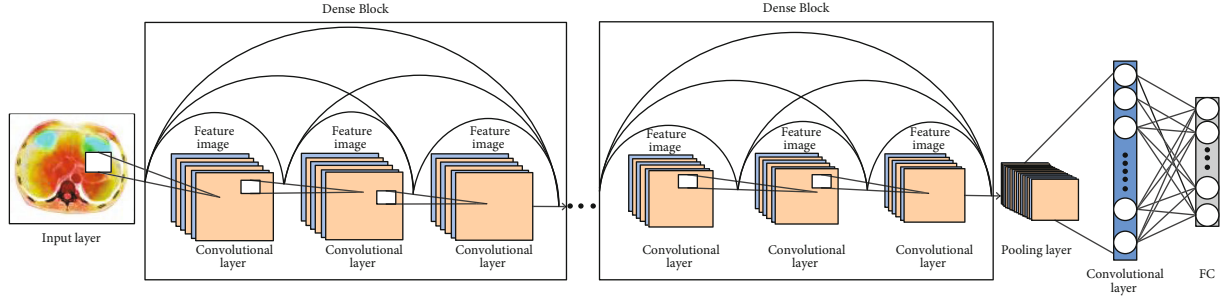 Dense Block
Dense Block
Feature
image
Feature
image
Feature
image
Feature
image
Feature
image
Feature
image
Input layer
Convolutional
layer
Convolutional
layer
Convolutional
layer
Convolutional
layer
Convolutional
layer
Convolutional
layer
Pooling layer
Convolutional
layer
FC